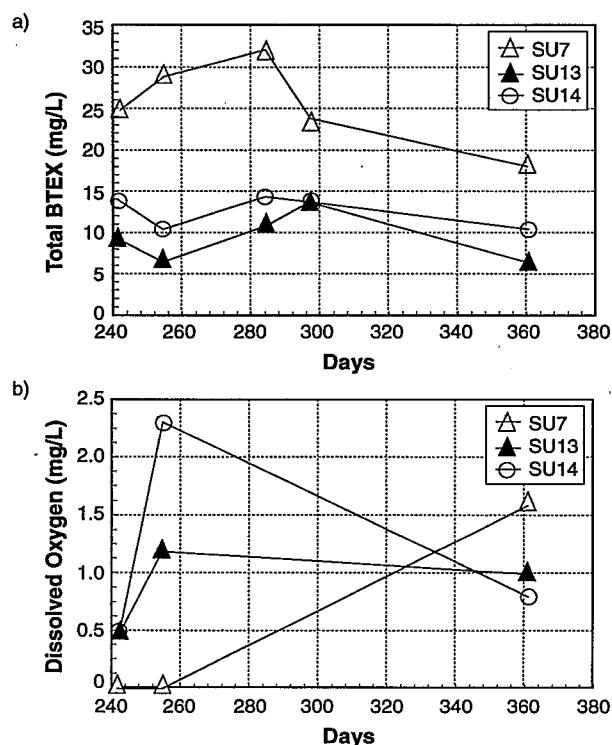 a)
35
30
25
20
15
10
5
0
Total BTEX (mg/L)
SU7
SU13
SU14
240 260 280 300 320 340 360 380
Days
b)
2.5
2.0
1.5
1.0
0.5
0
Dissolved Oxygen (mg/L)
SU7
SU13
SU14
240 260 280 300 320 340 360 380
Days